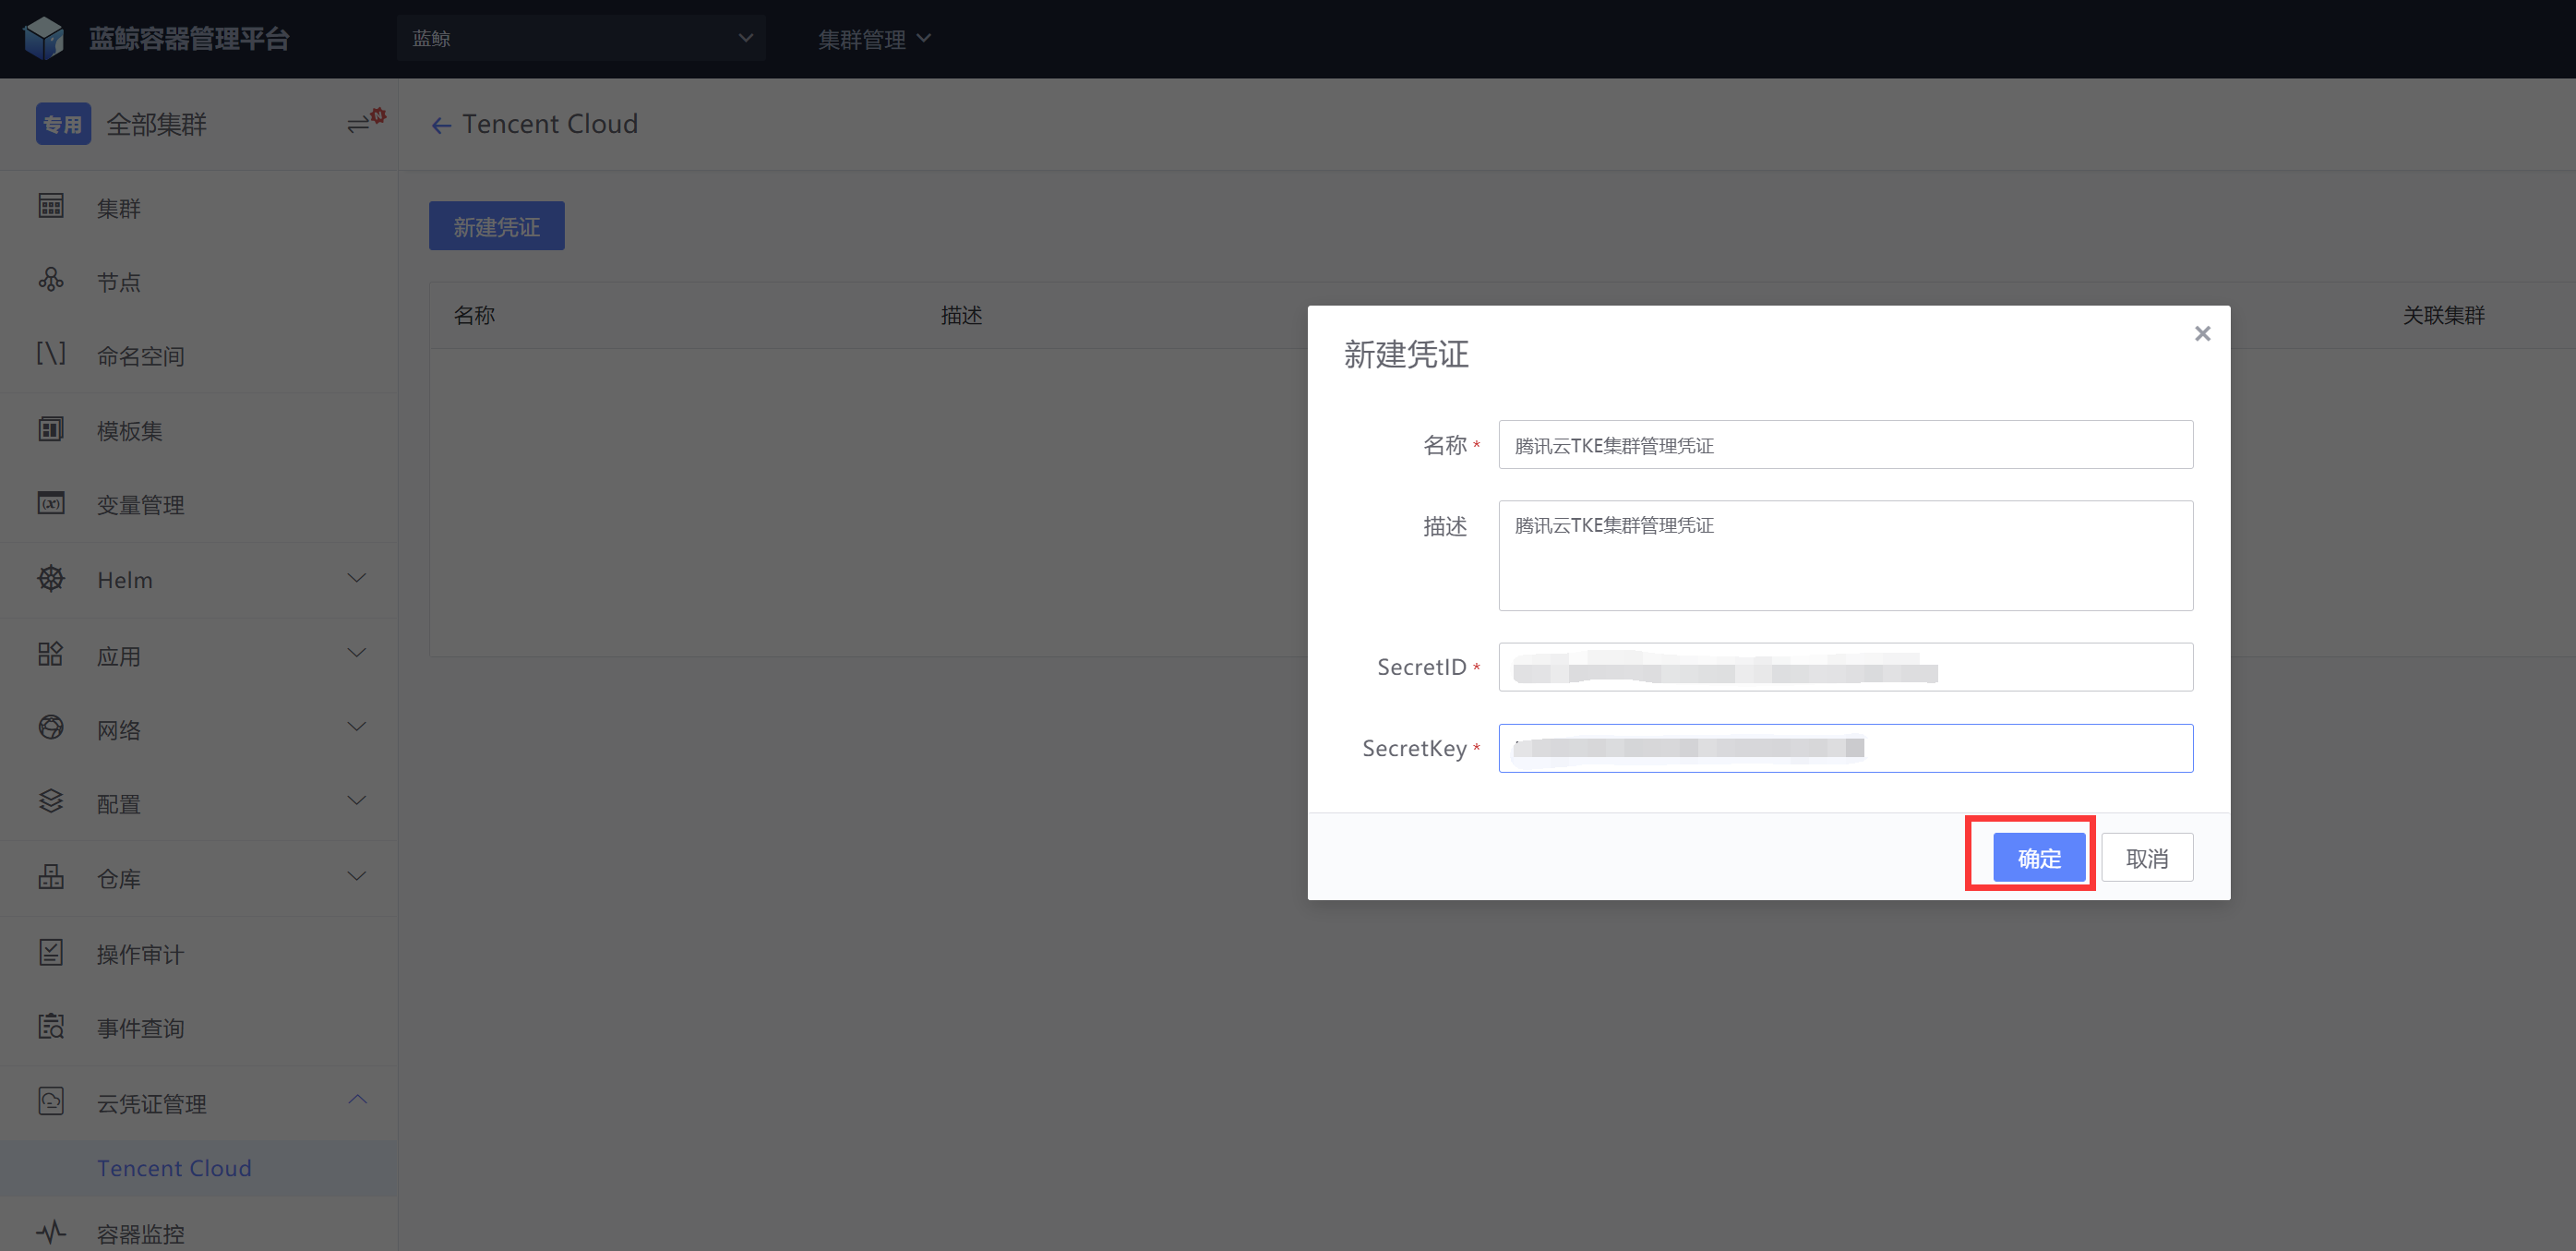 蓝鲸容器管理平台
蓝鲸
集群管理
专用 全部集群
N
Tencent Cloud
集群
节点
命名空间
模板集
变量管理
Helm
应用
网络
配置
仓库
操作审计
事件查询
云凭证管理
Tencent Cloud
容器监控
新建凭证
名称 描述 关联集群
新建凭证
名称 * 腾讯云TKE集群管理凭证
描述 腾讯云TKE集群管理凭证
SecretID *
SecretKey *
确定 取消